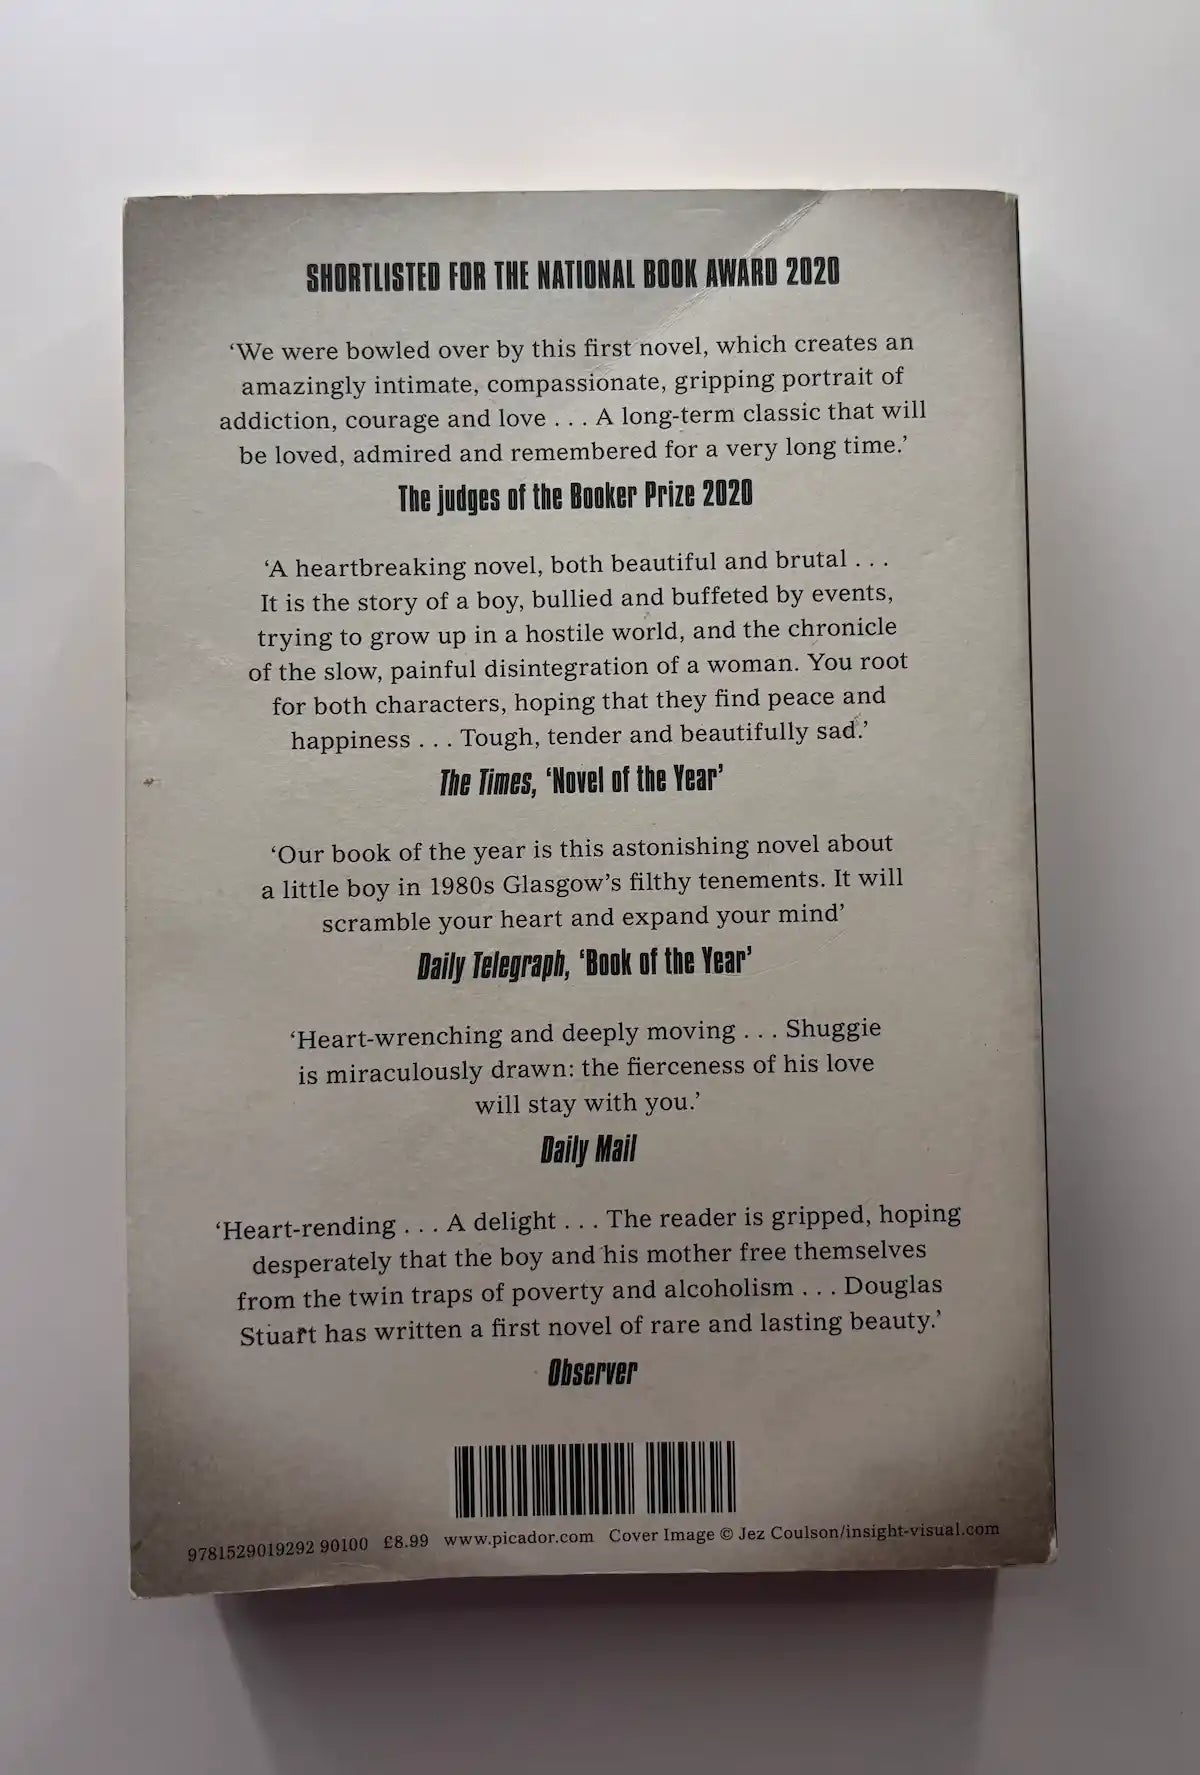 SHORTLISTED FOR THE NATIONAL BOOK AWARD 2020
‘We were bowled over by this first novel, which creates an
amazingly intimate, compassionate, gripping portrait of
addiction, courage and love . . . A long-term classic that will
be loved, admired and remembered for a very long time.’
The judges of the Booker Prize 2020
‘A heartbreaking novel, both beautiful and brutal . . .
It is the story of a boy, bullied and buffeted by events,
trying to grow up in a hostile world, and the chronicle
of the slow, painful disintegration of a woman. You root
for both characters, hoping that they find peace and
happiness . . . Tough, tender and beautifully sad.’
The Times, ‘Novel of the Year’
‘Our book of the year is this astonishing novel about
a little boy in 1980s Glasgow’s filthy tenements. It will
scramble your heart and expand your mind’
Daily Telegraph, ‘Book of the Year’
‘Heart-wrenching and deeply moving . . . Shuggie
is miraculously drawn: the fierceness of his love
will stay with you.’
Daily Mail
‘Heart-rending . . . A delight . . . The reader is gripped, hoping
desperately that the boy and his mother free themselves
from the twin traps of poverty and alcoholism . . . Douglas
Stuart has written a first novel of rare and lasting beauty.’
Observer
9781529019292 90100 £8.99 www.picador.com Cover Image © Jez Coulson/insight-visual.com